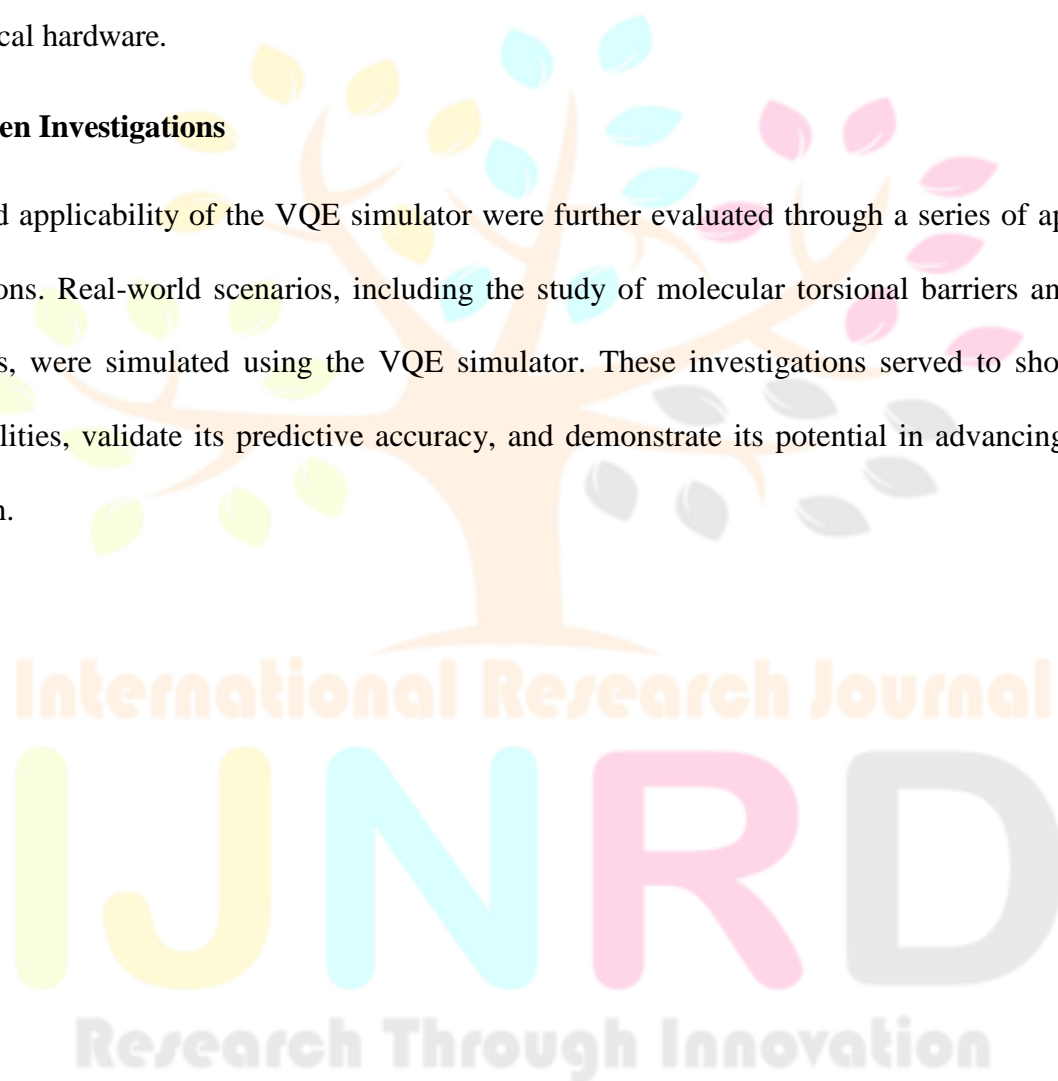 cal hardware.
en Investigations
d applicability of the VQE simulator were further evaluated through a series of ap
ons. Real-world scenarios, including the study of molecular torsional barriers an
s, were simulated using the VQE simulator. These investigations served to sho
lities, validate its predictive accuracy, and demonstrate its potential in advancing
n.
International Research Journal
IJNRD
Research Through Innovation